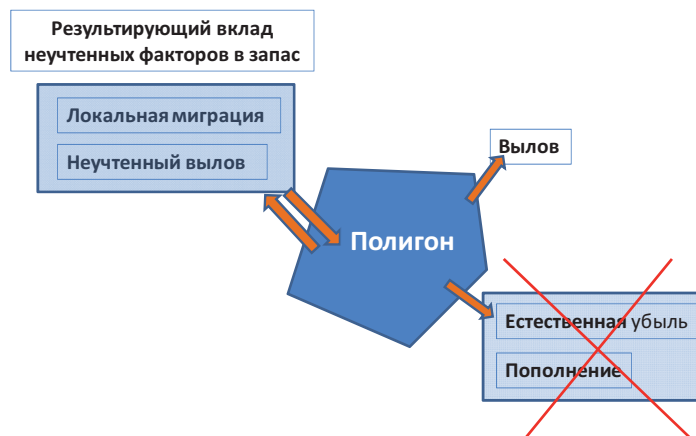 Результирующий вклад
неучтенных факторов в запас
Локальная миграция
Неучтенный вылов
Вылов
Полигон
Естественная убыль
Пополнение